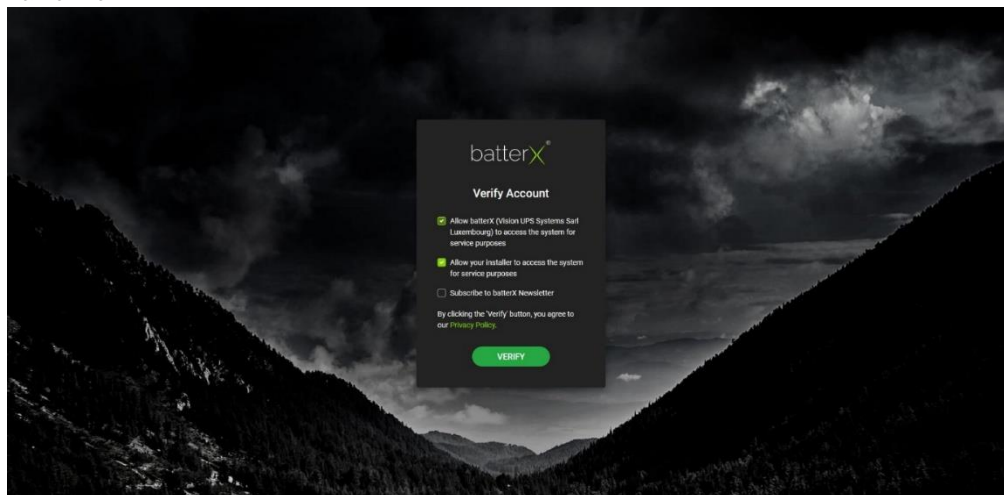 batterX®
Verify Account
Allow batterX (Vision UPS Systems Sarl
Luxembourg) to access the system for
service purposes
Allow your installer to access the system
for service purposes
Subscribe to batterX Newsletter
By clicking the 'Verify' button, you agree to
our Privacy Policy.
VERIFY